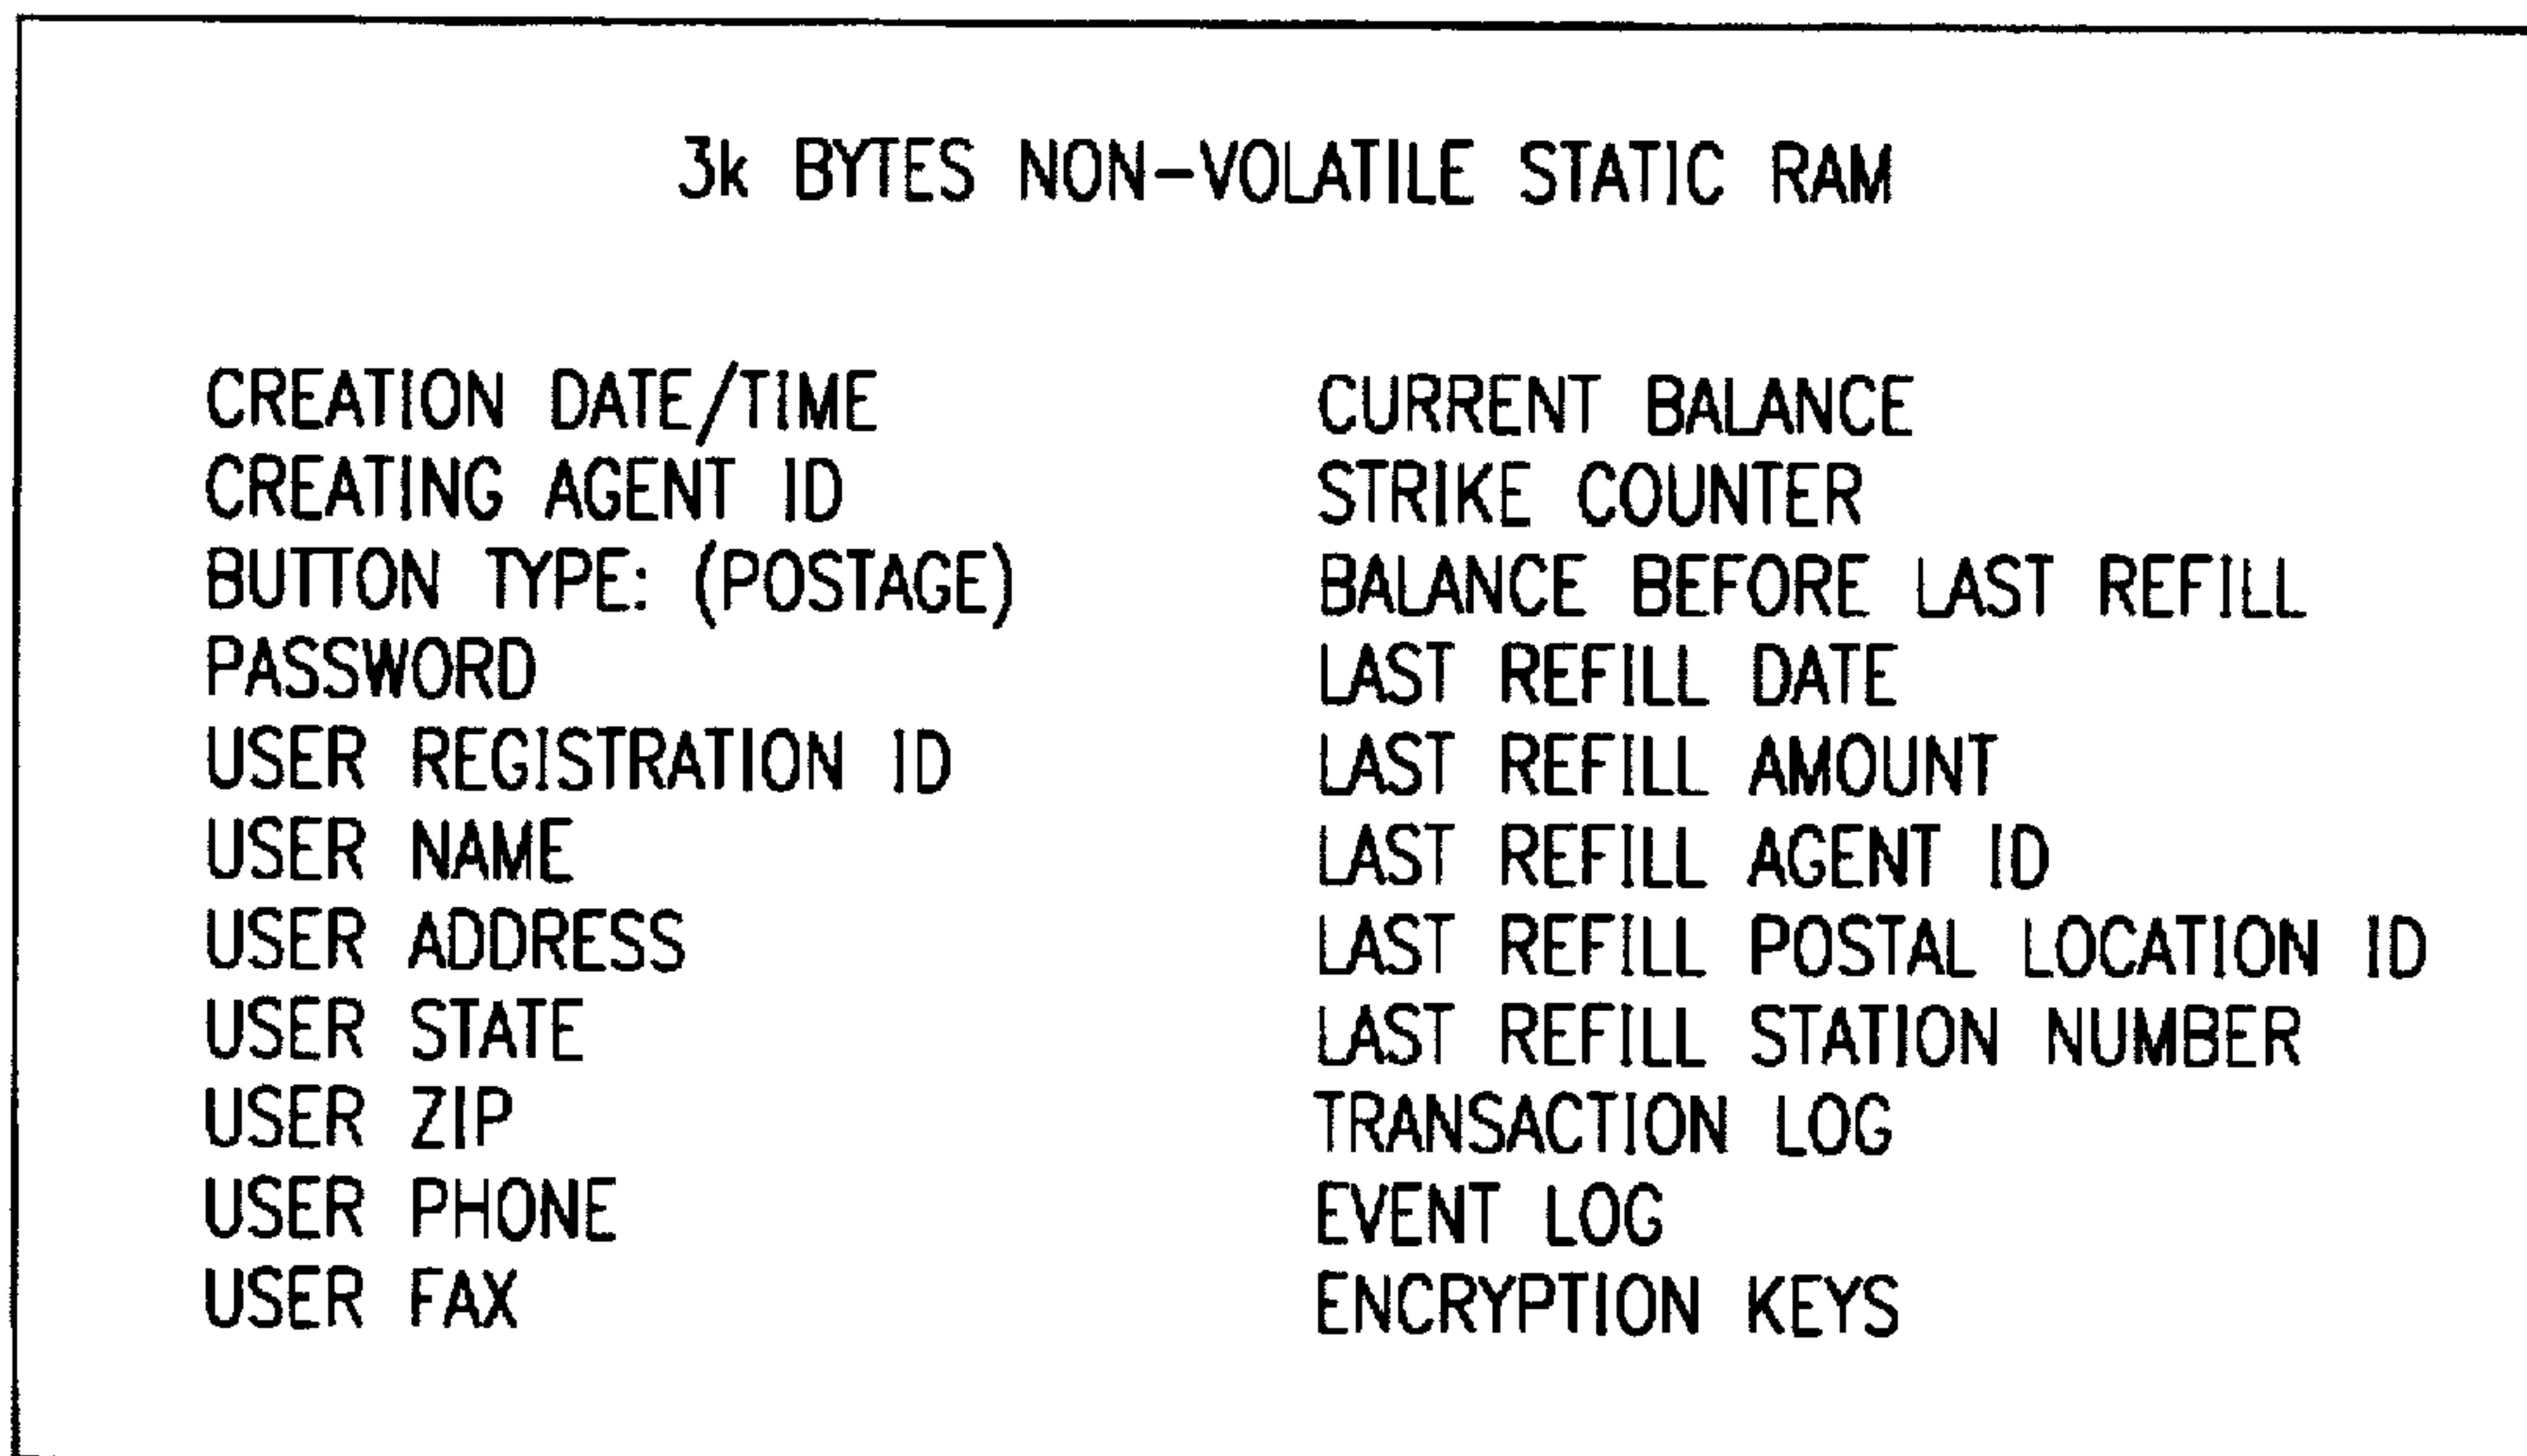 3k BYTES NON-VOLATILE STATIC RAM
CREATION DATE/TIME
CREATING AGENT ID
BUTTON TYPE: (POSTAGE)
PASSWORD
USER REGISTRATION ID
USER NAME
USER ADDRESS
USER STATE
USER ZIP
USER PHONE
USER FAX
CURRENT BALANCE
STRIKE COUNTER
BALANCE BEFORE LAST REFILL
LAST REFILL DATE
LAST REFILL AMOUNT
LAST REFILL AGENT ID
LAST REFILL POSTAL LOCATION ID
LAST REFILL STATION NUMBER
TRANSACTION LOG
EVENT LOG
ENCRYPTION KEYS